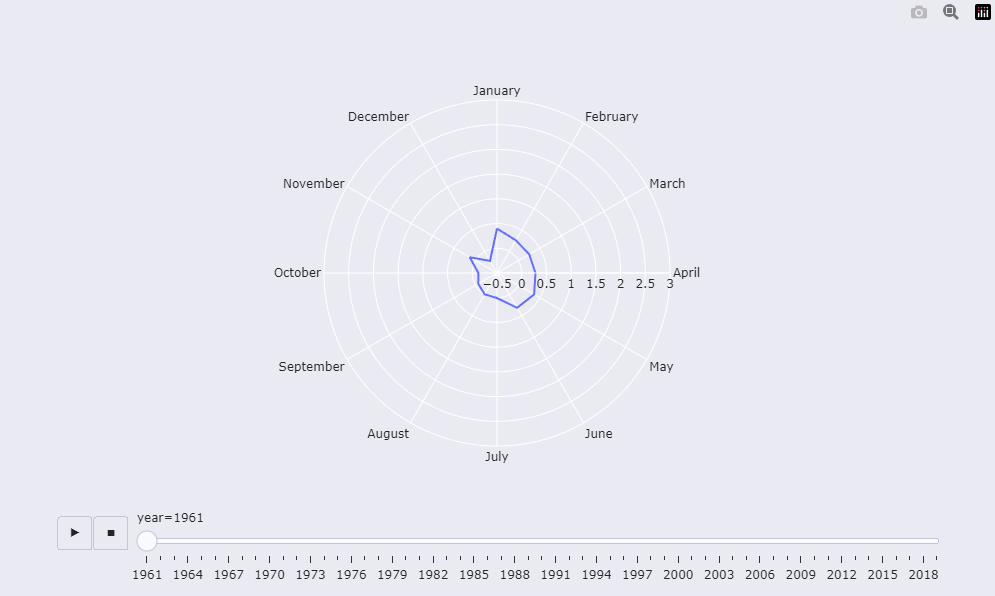 January
December February
November March
October April
−0.5 0 0.5 1 1.5 2 2.5 3
September May
August June
July
year=1961
1961 1964 1967 1970 1973 1976 1979 1982 1985 1988 1991 1994 1997 2000 2003 2006 2009 2012 2015 2018